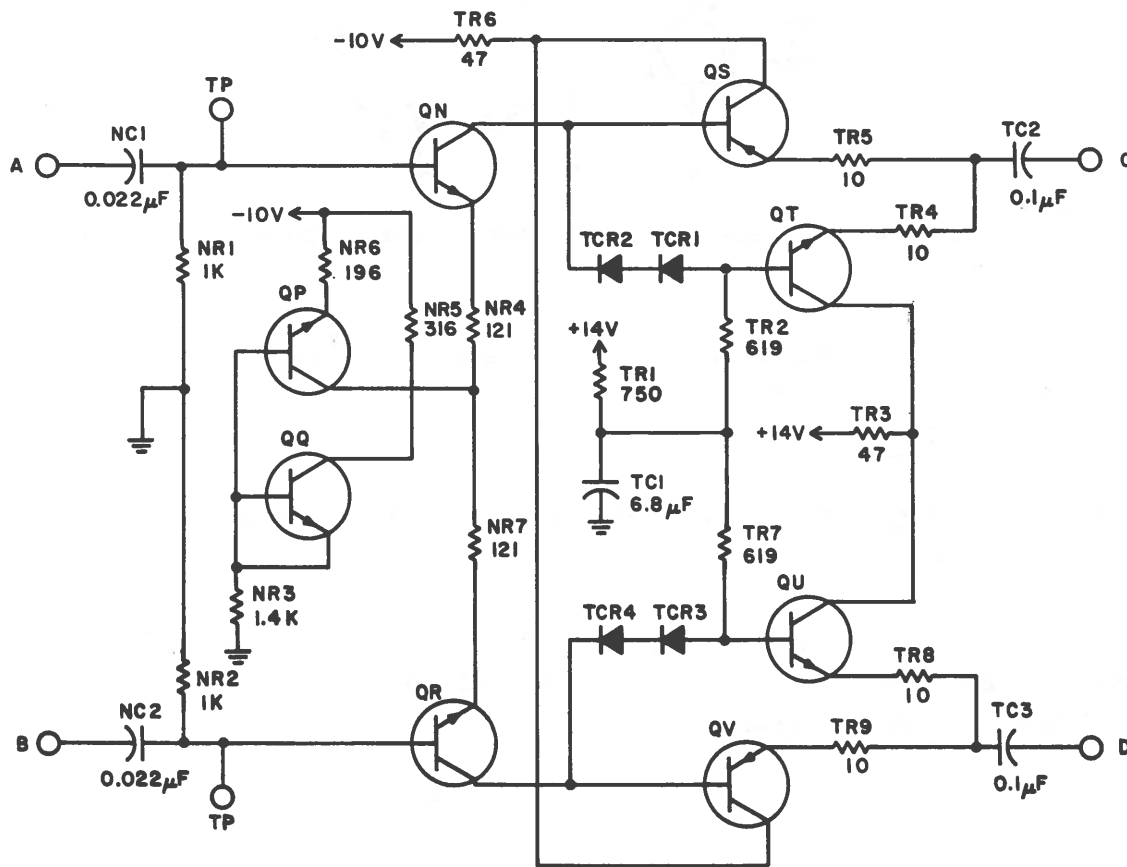 TR6
-10V
47
QS
TP
QN
NC1
TR5
TC2
A
C
0.022µF
10
0.1µF
-10V
QT
TR4
NR1
1K
NR6
196
TCR2
TCR1
10
QP
NR5
316
NR4
121
+14V
TR2
619
TR1
750
TR3
+14V
47
QQ
TC1
6.8µF
NR7
121
TR7
619
NR3
1.4K
QU
TCR4
TCR3
NR2
1K
TR8
QR
10
NC2
QV
TR9
TC3
B
D
0.022µF
10
0.1µF
TP